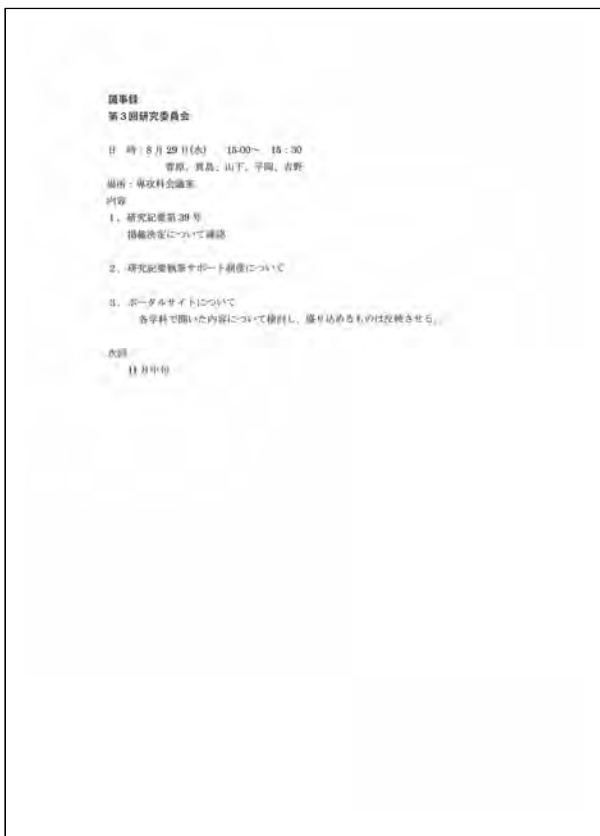 議事録
第3回研究委員会
日 時:8月29日(水) 15:00~ 15:30
菅原、眞島、山下、平岡、吉野
場所:専攻科会議室
内容
1、研究紀要第39号
掲載決定について確認
2、研究紀要執筆サポート制度について
3、ポータルサイトについて
各学科で聞いた内容について検討し、盛り込めるものは反映させる。
次回
11月中旬